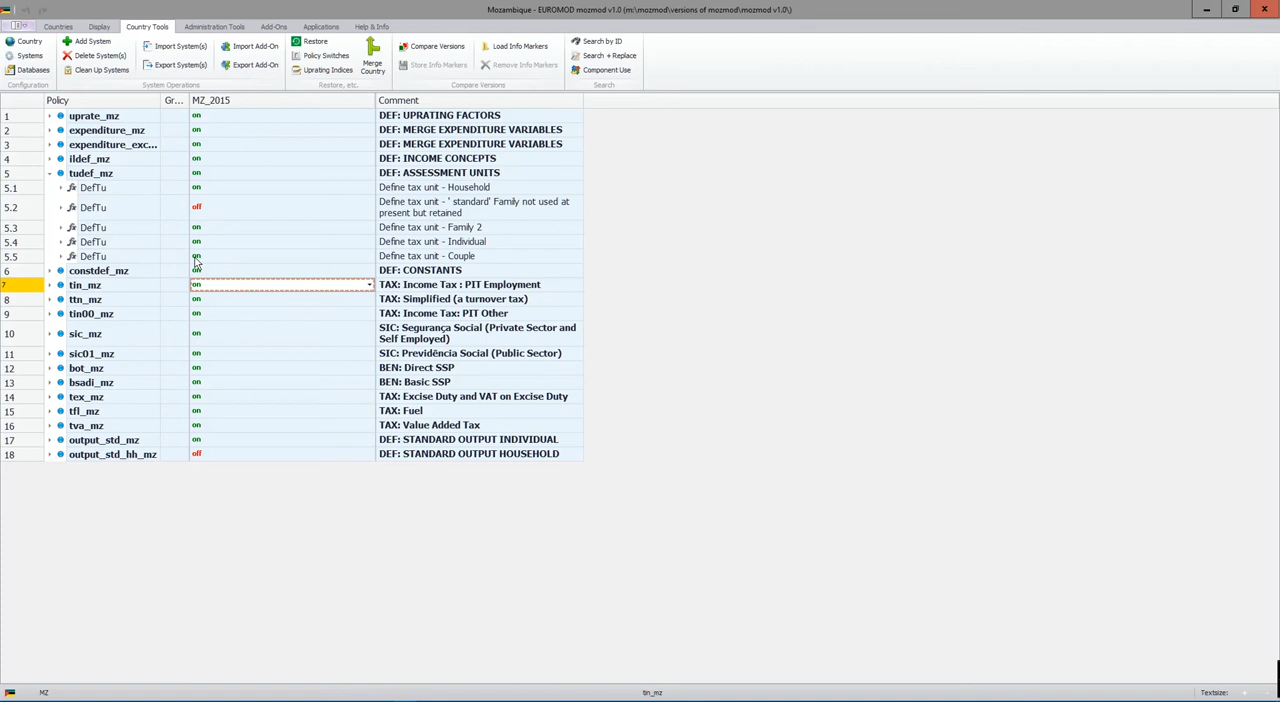 Mozambique - EUROMOD mozmod v1.0 (m:\mozmod\versions of mozmod\mozmod v1.0\)
Countries Display Country Tools Administration Tools Add-Ons Applications Help & Info
Country Add System Import System(s) Import Add-On Restore Compare Versions Load Info Markers Search by ID
Systems Delete System(s) Policy Switches Merge Country Search + Replace
Databases Clean Up Systems Export System(s) Export Add-On Uprating Indices Store Info Markers Remove Info Markers Component Use
Configuration System Operations Restore, etc. Compare Versions Search
Policy Gr... MZ_2015 Comment
1 uprate_mz on DEF: UPRATING FACTORS
2 expenditure_mz on DEF: MERGE EXPENDITURE VARIABLES
3 expenditure_exc... on DEF: MERGE EXPENDITURE VARIABLES
4 ildef_mz on DEF: INCOME CONCEPTS
5 tudef_mz on DEF: ASSESSMENT UNITS
5.1 fx DefTu on Define tax unit - Household
5.2 fx DefTu off Define tax unit - ' standard' Family not used at
present but retained
5.3 fx DefTu on Define tax unit - Family 2
5.4 fx DefTu on Define tax unit - Individual
5.5 fx DefTu on Define tax unit - Couple
6 constdef_mz on DEF: CONSTANTS
7 tin_mz on TAX: Income Tax : PIT Employment
8 ttn_mz on TAX: Simplified (a turnover tax)
9 tin00_mz on TAX: Income Tax: PIT Other
10 sic_mz on SIC: Segurança Social (Private Sector and
Self Employed)
11 sic01_mz on SIC: Previdência Social (Public Sector)
12 bot_mz on BEN: Direct SSP
13 bsadi_mz on BEN: Basic SSP
14 tex_mz on TAX: Excise Duty and VAT on Excise Duty
15 tfl_mz on TAX: Fuel
16 tva_mz on TAX: Value Added Tax
17 output_std_mz on DEF: STANDARD OUTPUT INDIVIDUAL
18 output_std_hh_mz off DEF: STANDARD OUTPUT HOUSEHOLD
MZ tin_mz Textsize: